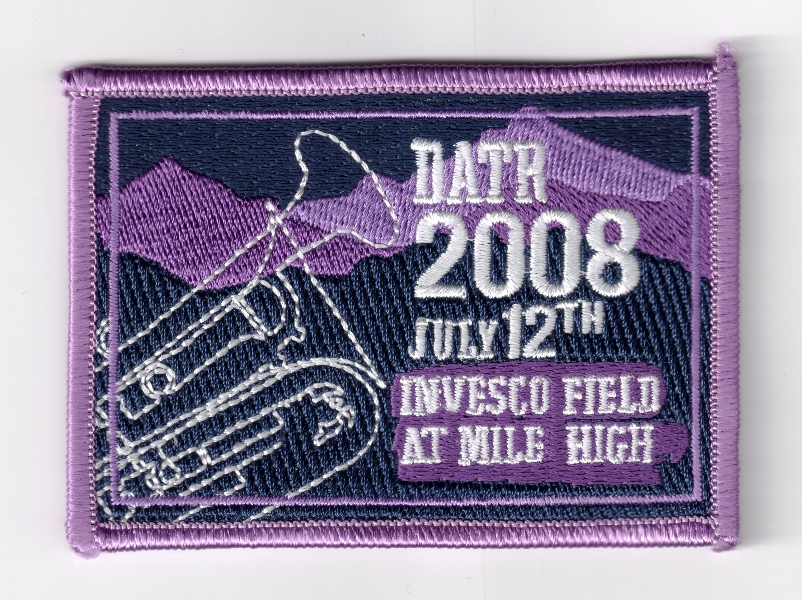 DATR
2008
JULY 12TH
INVESCO FIELD
AT MILE HIGH